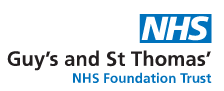 NHS
Guy's and St Thomas'
NHS Foundation Trust